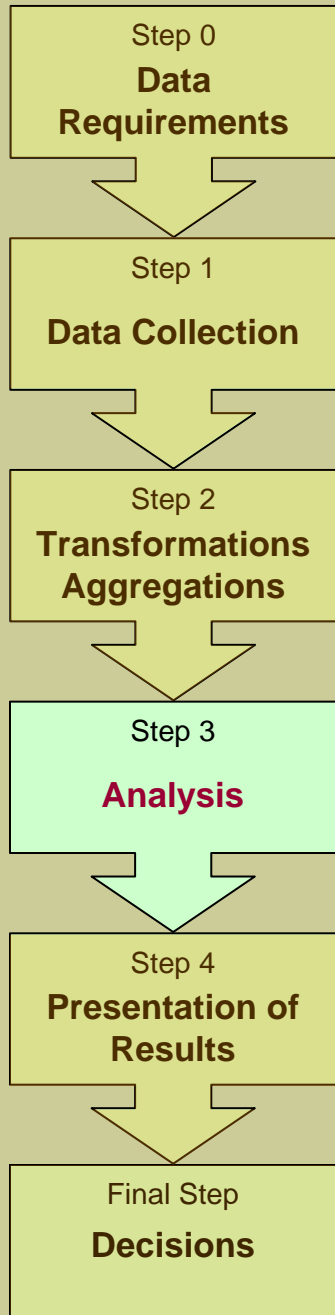 Step 0
Data
Requirements
Step 1
Data Collection
Step 2
Transformations
Aggregations
Step 3
Analysis
Step 4
Presentation of
Results
Final Step
Decisions